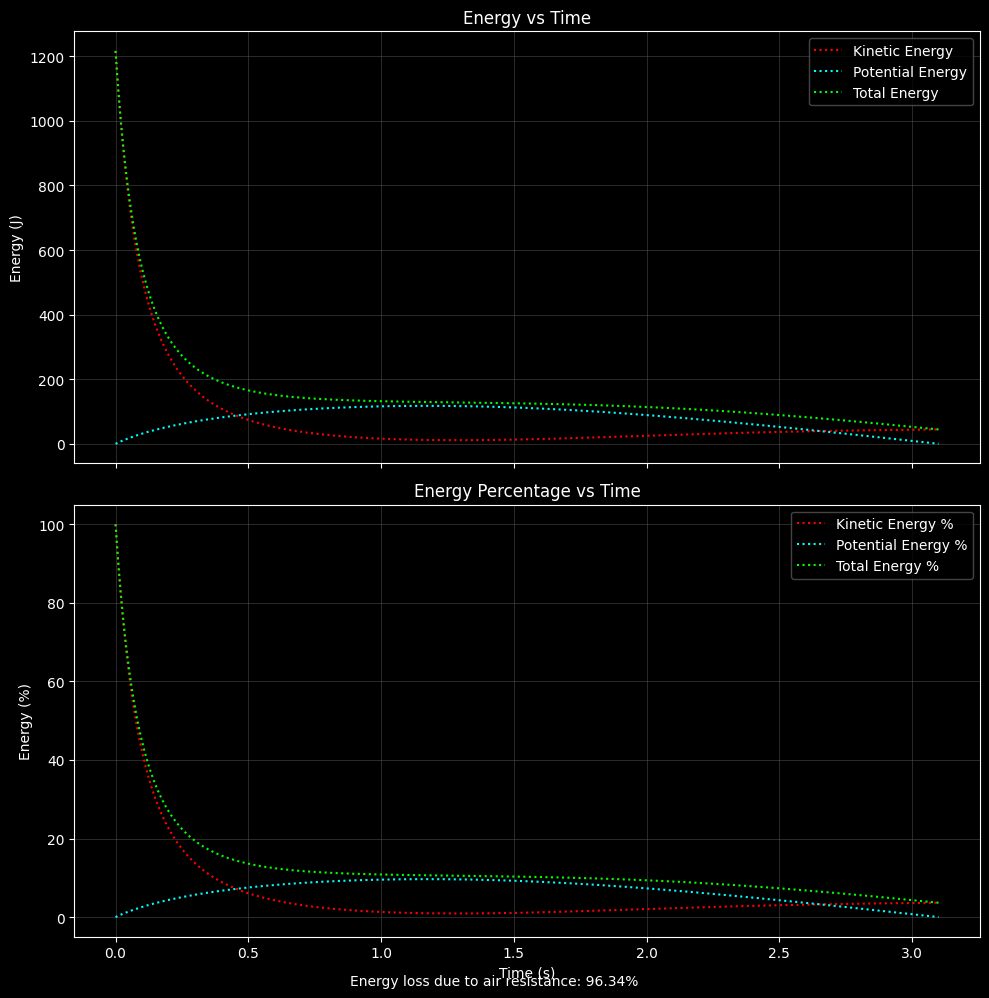 Energy vs Time
1200
1000
800
600
400
200
0
Energy (J)
Kinetic Energy
Potential Energy
Total Energy
Energy Percentage vs Time
100
80
60
40
20
0
Energy (%)
Kinetic Energy %
Potential Energy %
Total Energy %
0.0 0.5 1.0 1.5 2.0 2.5 3.0
Time (s)
Energy loss due to air resistance: 96.34%